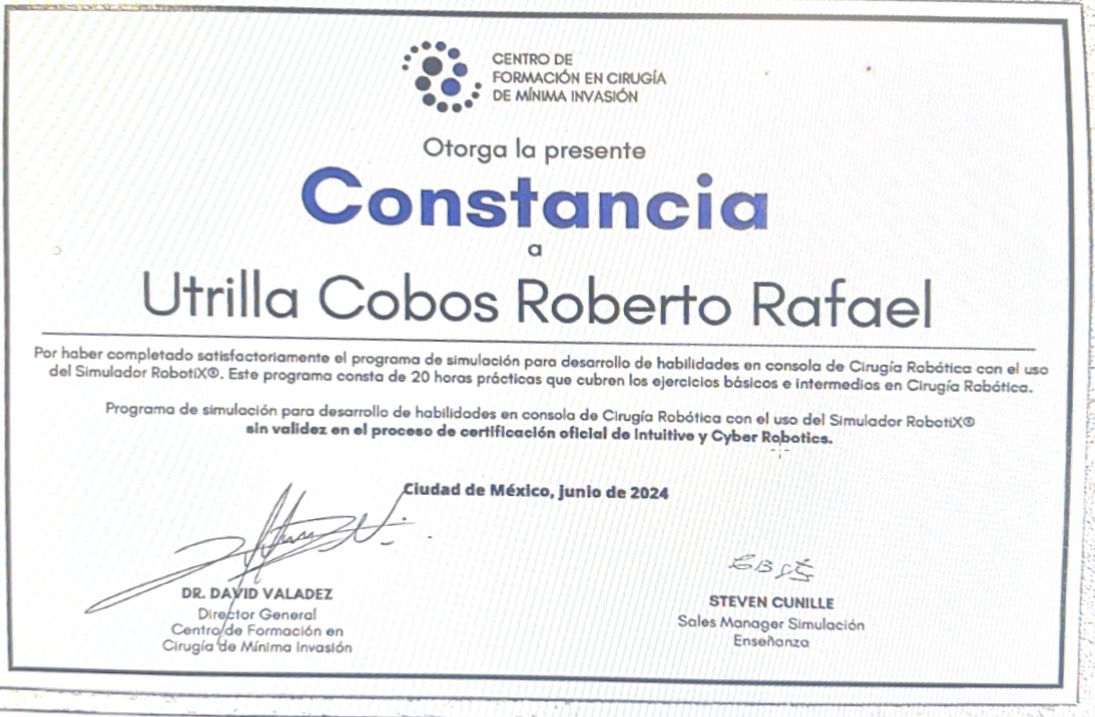 CENTRO DE
FORMACIÓN EN CIRUGÍA
DE MÍNIMA INVASIÓN
Otorga la presente
Constancia
a
Utrilla Cobos Roberto Rafael
Por haber completado satisfactoriamente el programa de simulación para desarrollo de habilidades en consola de Cirugía Robótica con el uso
del Simulador RobotiX®. Este programa consta de 20 horas prácticas que cubren los ejercicios básicos e intermedios en Cirugía Robótica.
Programa de simulación para desarrollo de habilidades en consola de Cirugía Robótica con el uso del Simulador RobotiX®
sin validez en el proceso de certificación oficial de Intuitive y Cyber Robotics.
Ciudad de México, junio de 2024
DR. DAVID VALADEZ
Director General
Centro de Formación en
Cirugía de Mínima Invasión
STEVEN CUNILLE
Sales Manager Simulación
Enseñanza